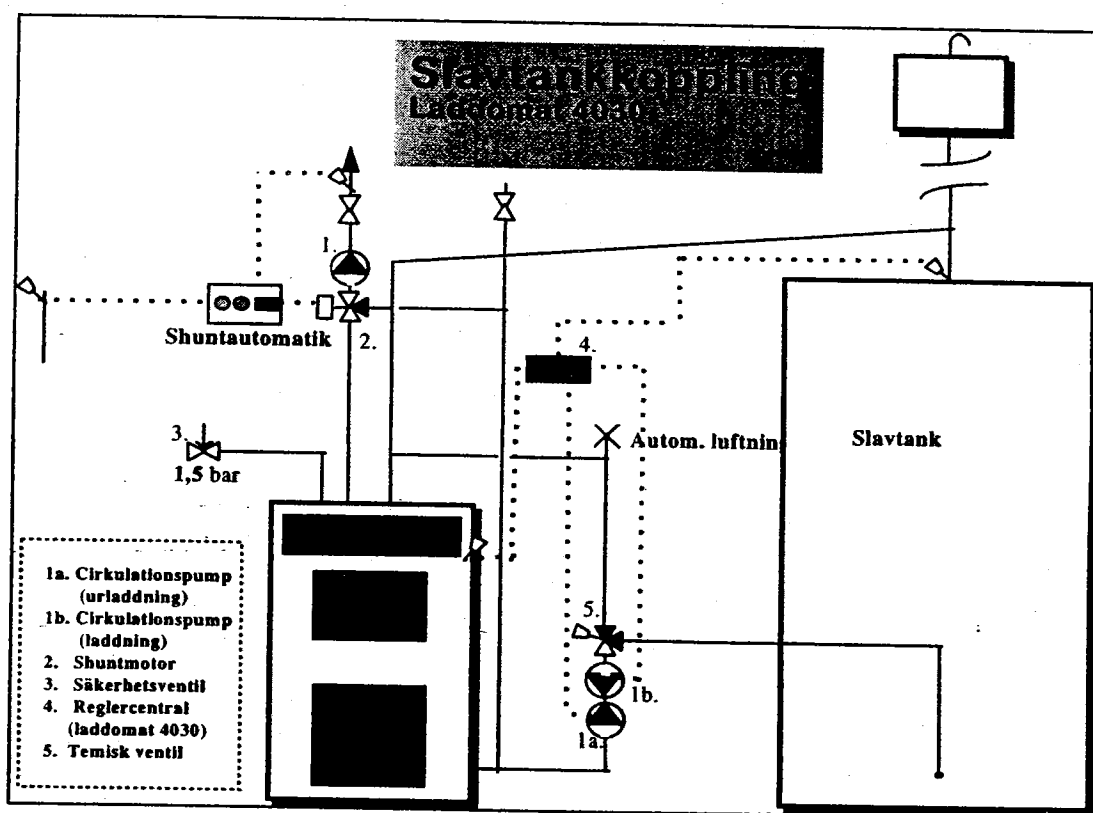 Slavtankkoppling
Laddomat 4030
1.
Shuntautomatik
2.
4.
3.
1,5 bar
Autom. luftnin
Slavtank
5.
1b.
1a.
1a. Cirkulationspump
(urladdning)
1b. Cirkulationspump
(laddning)
2. Shuntmotor
3. Säkerhetsventil
4. Reglercentral
(laddomat 4030)
5. Temisk ventil